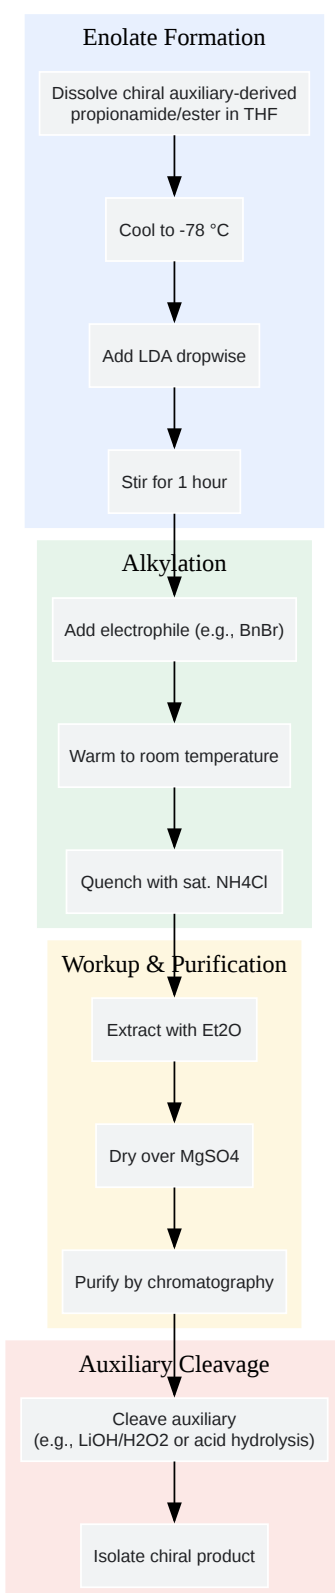 Enolate Formation
Dissolve chiral auxiliary-derived
propionamide/ester in THF
Cool to -78 °C
Add LDA dropwise
Stir for 1 hour
Alkylation
Add electrophile (e.g., BnBr)
Warm to room temperature
Quench with sat. NH4Cl
Workup & Purification
Extract with Et2O
Dry over MgSO4
Purify by chromatography
Auxiliary Cleavage
Cleave auxiliary
(e.g., LiOH/H2O2 or acid hydrolysis)
Isolate chiral product